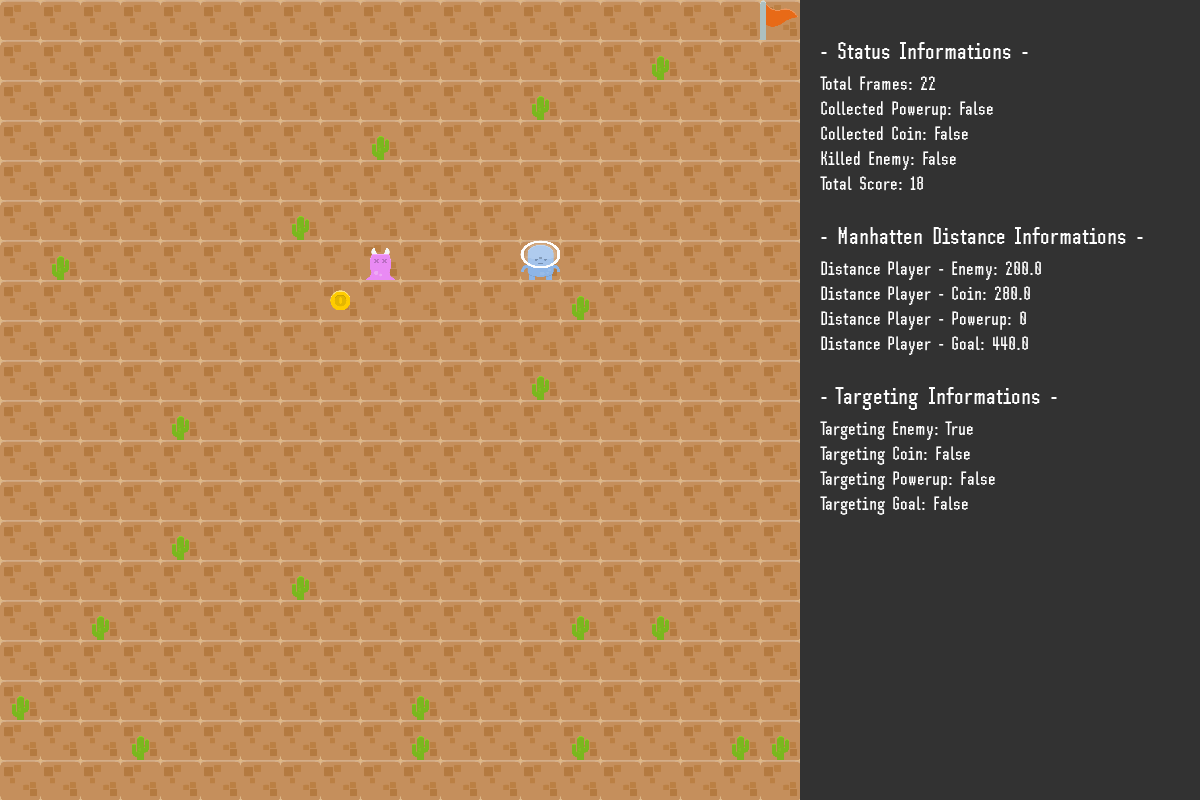 - Status Informations -
Total Frames: 22
Collected Powerup: False
Collected Coin: False
Killed Enemy: False
Total Score: 18
- Manhatten Distance Informations -
Distance Player - Enemy: 200.0
Distance Player - Coin: 280.0
Distance Player - Powerup: 0
Distance Player - Goal: 440.0
- Targeting Informations -
Targeting Enemy: True
Targeting Coin: False
Targeting Powerup: False
Targeting Goal: False